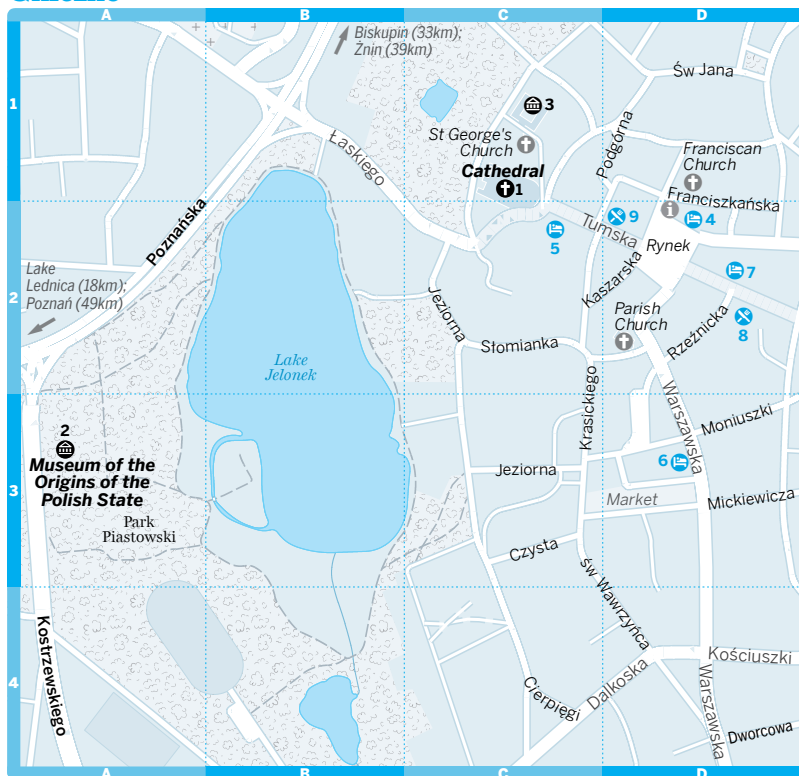 A
B
C
D
Biskupin (33km);
Żnin (39km)
Św Jana
1
3
St George's
Church
Podgórna
Franciscan
Church
Łaskiego
Cathedral
1
Franciszkańska
Poznańska
9
4
Tumska
5
Rynek
Lake
Lednica (18km);
Poznań (49km)
7
Kaszarska
2
Jeziorna
Parish
Church
Rzeźnicka
8
Słomianka
Lake
Jelonek
Krasickiego
Warszawska
Moniuszki
2
Museum of the
Origins of the
Polish State
6
Jeziorna
3
Market
Mickiewicza
Park
Piastowski
Czysta
św Wawrzyńca
Kostrzewskiego
Kościuszki
Dalkoska
4
Cierpięgi
Warszawska
Dworcowa
A
B
C
D